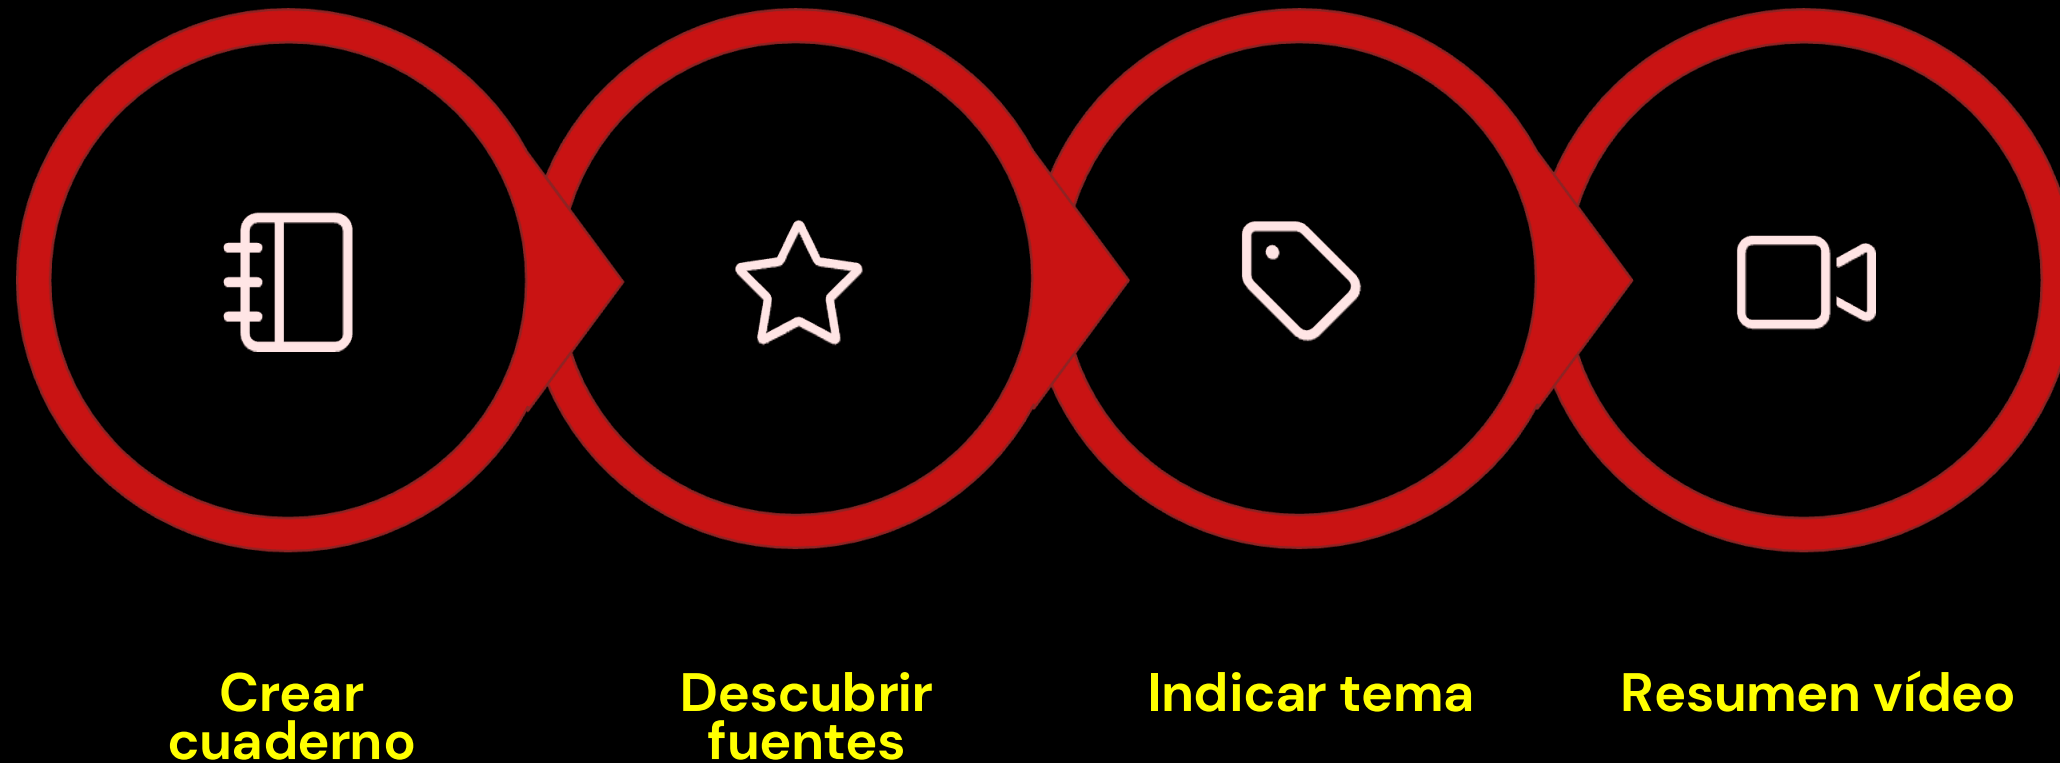 Crear
cuaderno
Descubrir
fuentes
Indicar tema
Resumen vídeo